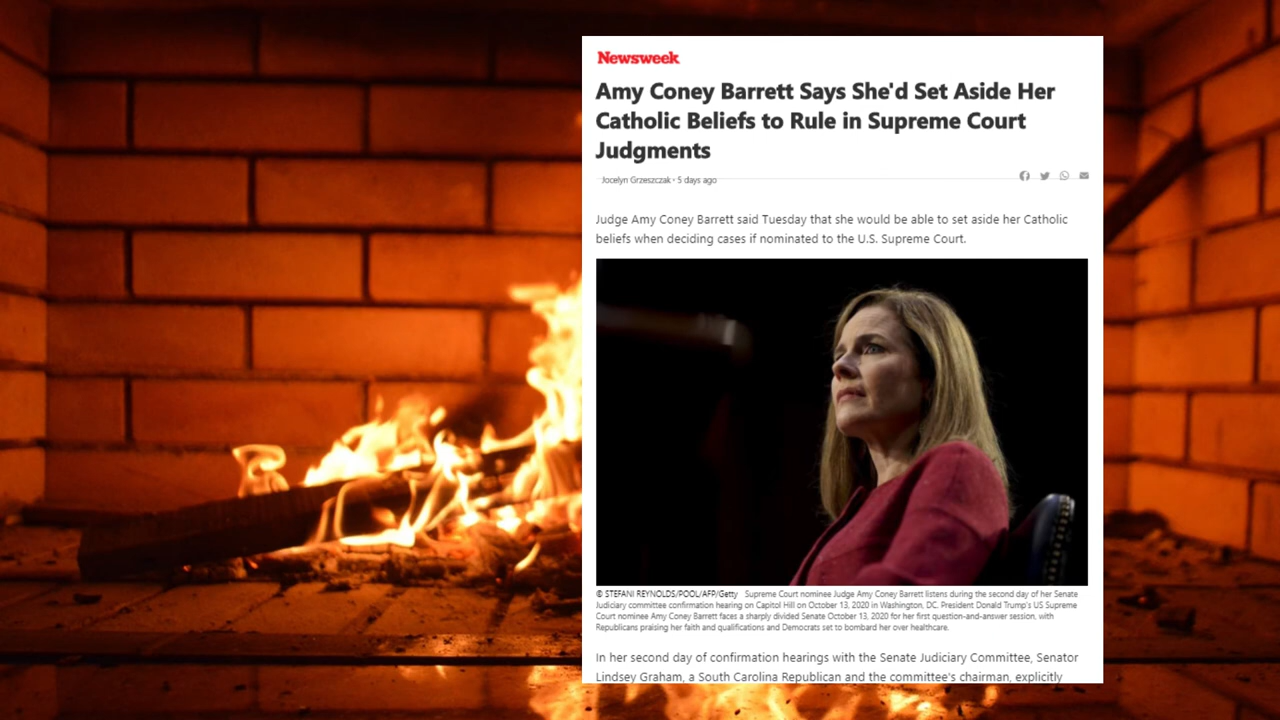 Newsweek
Amy Coney Barrett Says She'd Set Aside Her
Catholic Beliefs to Rule in Supreme Court
Judgments
Jocelyn Grzeszczak · 5 days ago
Judge Amy Coney Barrett said Tuesday that she would be able to set aside her Catholic
beliefs when deciding cases if nominated to the U.S. Supreme Court.
© STEFANI REYNOLDS/POOL/AFP/Getty Supreme Court nominee Judge Amy Coney Barrett listens during the second day of her Senate
Judiciary committee confirmation hearing on Capitol Hill on October 13, 2020 in Washington, DC. President Donald Trump's US Supreme
Court nominee Amy Coney Barrett faces a sharply divided Senate October 13, 2020 for her first question-and-answer session, with
Republicans praising her faith and qualifications and Democrats set to bombard her over healthcare.
In her second day of confirmation hearings with the Senate Judiciary Committee, Senator
Lindsey Graham, a South Carolina Republican and the committee's chairman, explicitly